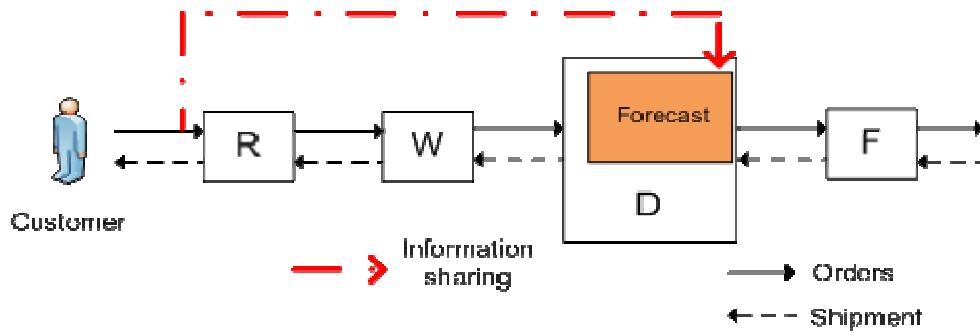 Forecast
R
W
F
D
Customer
Information
sharing
Orders
Shipment